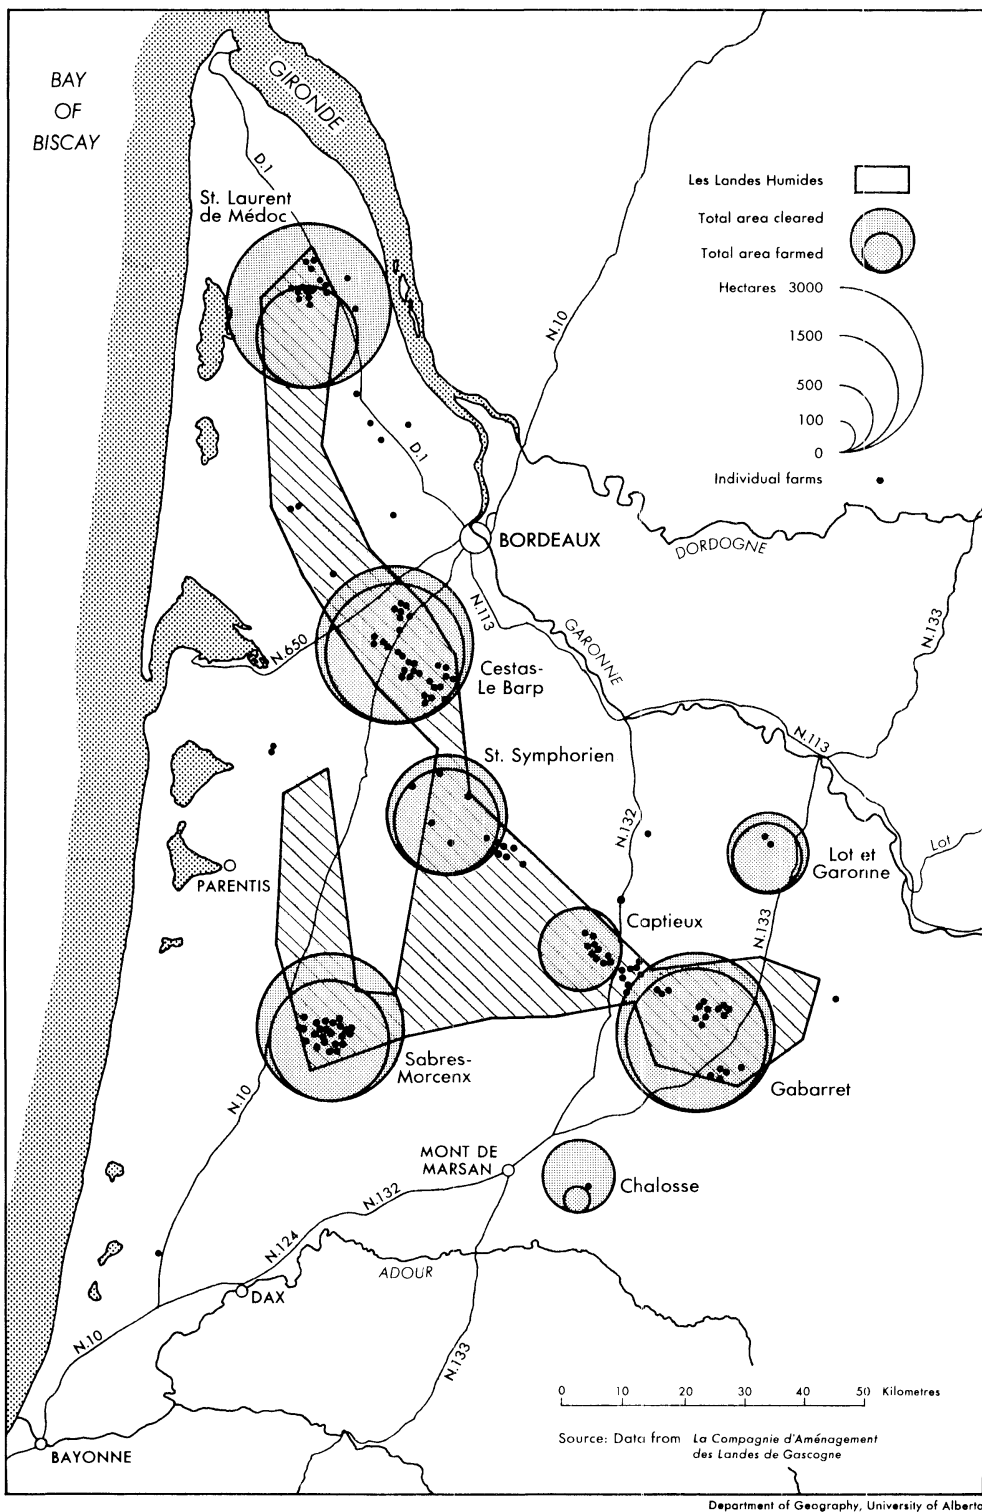 BAY
OF
BISCAY
GIRONDE
D.1
St. Laurent
de Médoc
Les Landes Humides
Total area cleared
Total area farmed
Hectares 3000
1500
500
100
0
Individual farms
N.10
D.1
BORDEAUX
DORDOGNE
N.113
GARONNE
N.133
N.650
Cestas-
Le Barp
N.113
St. Symphorien
N.132
Lot et
Garonne
Lot
PARENTIS
Captieux
N.133
Sabres-
Morcenx
Gabarret
N.10
MONT DE
MARSAN
Chalosse
N.132
N.124
ADOUR
DAX
N.10
N.133
0 10 20 30 40 50 Kilometres
Source: Data from La Compagnie d'Aménagement
des Landes de Gascogne
BAYONNE
Department of Geography, University of Alberta